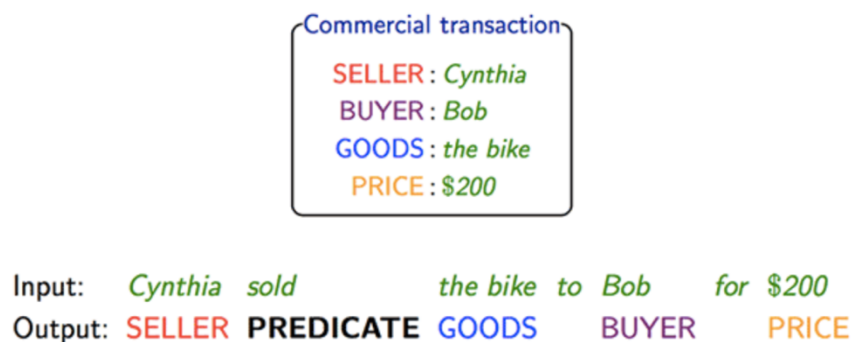 Commercial transaction
SELLER : Cynthia
BUYER : Bob
GOODS : the bike
PRICE : $200
Input: Cynthia sold the bike to Bob for $200
Output: SELLER PREDICATE GOODS BUYER PRICE